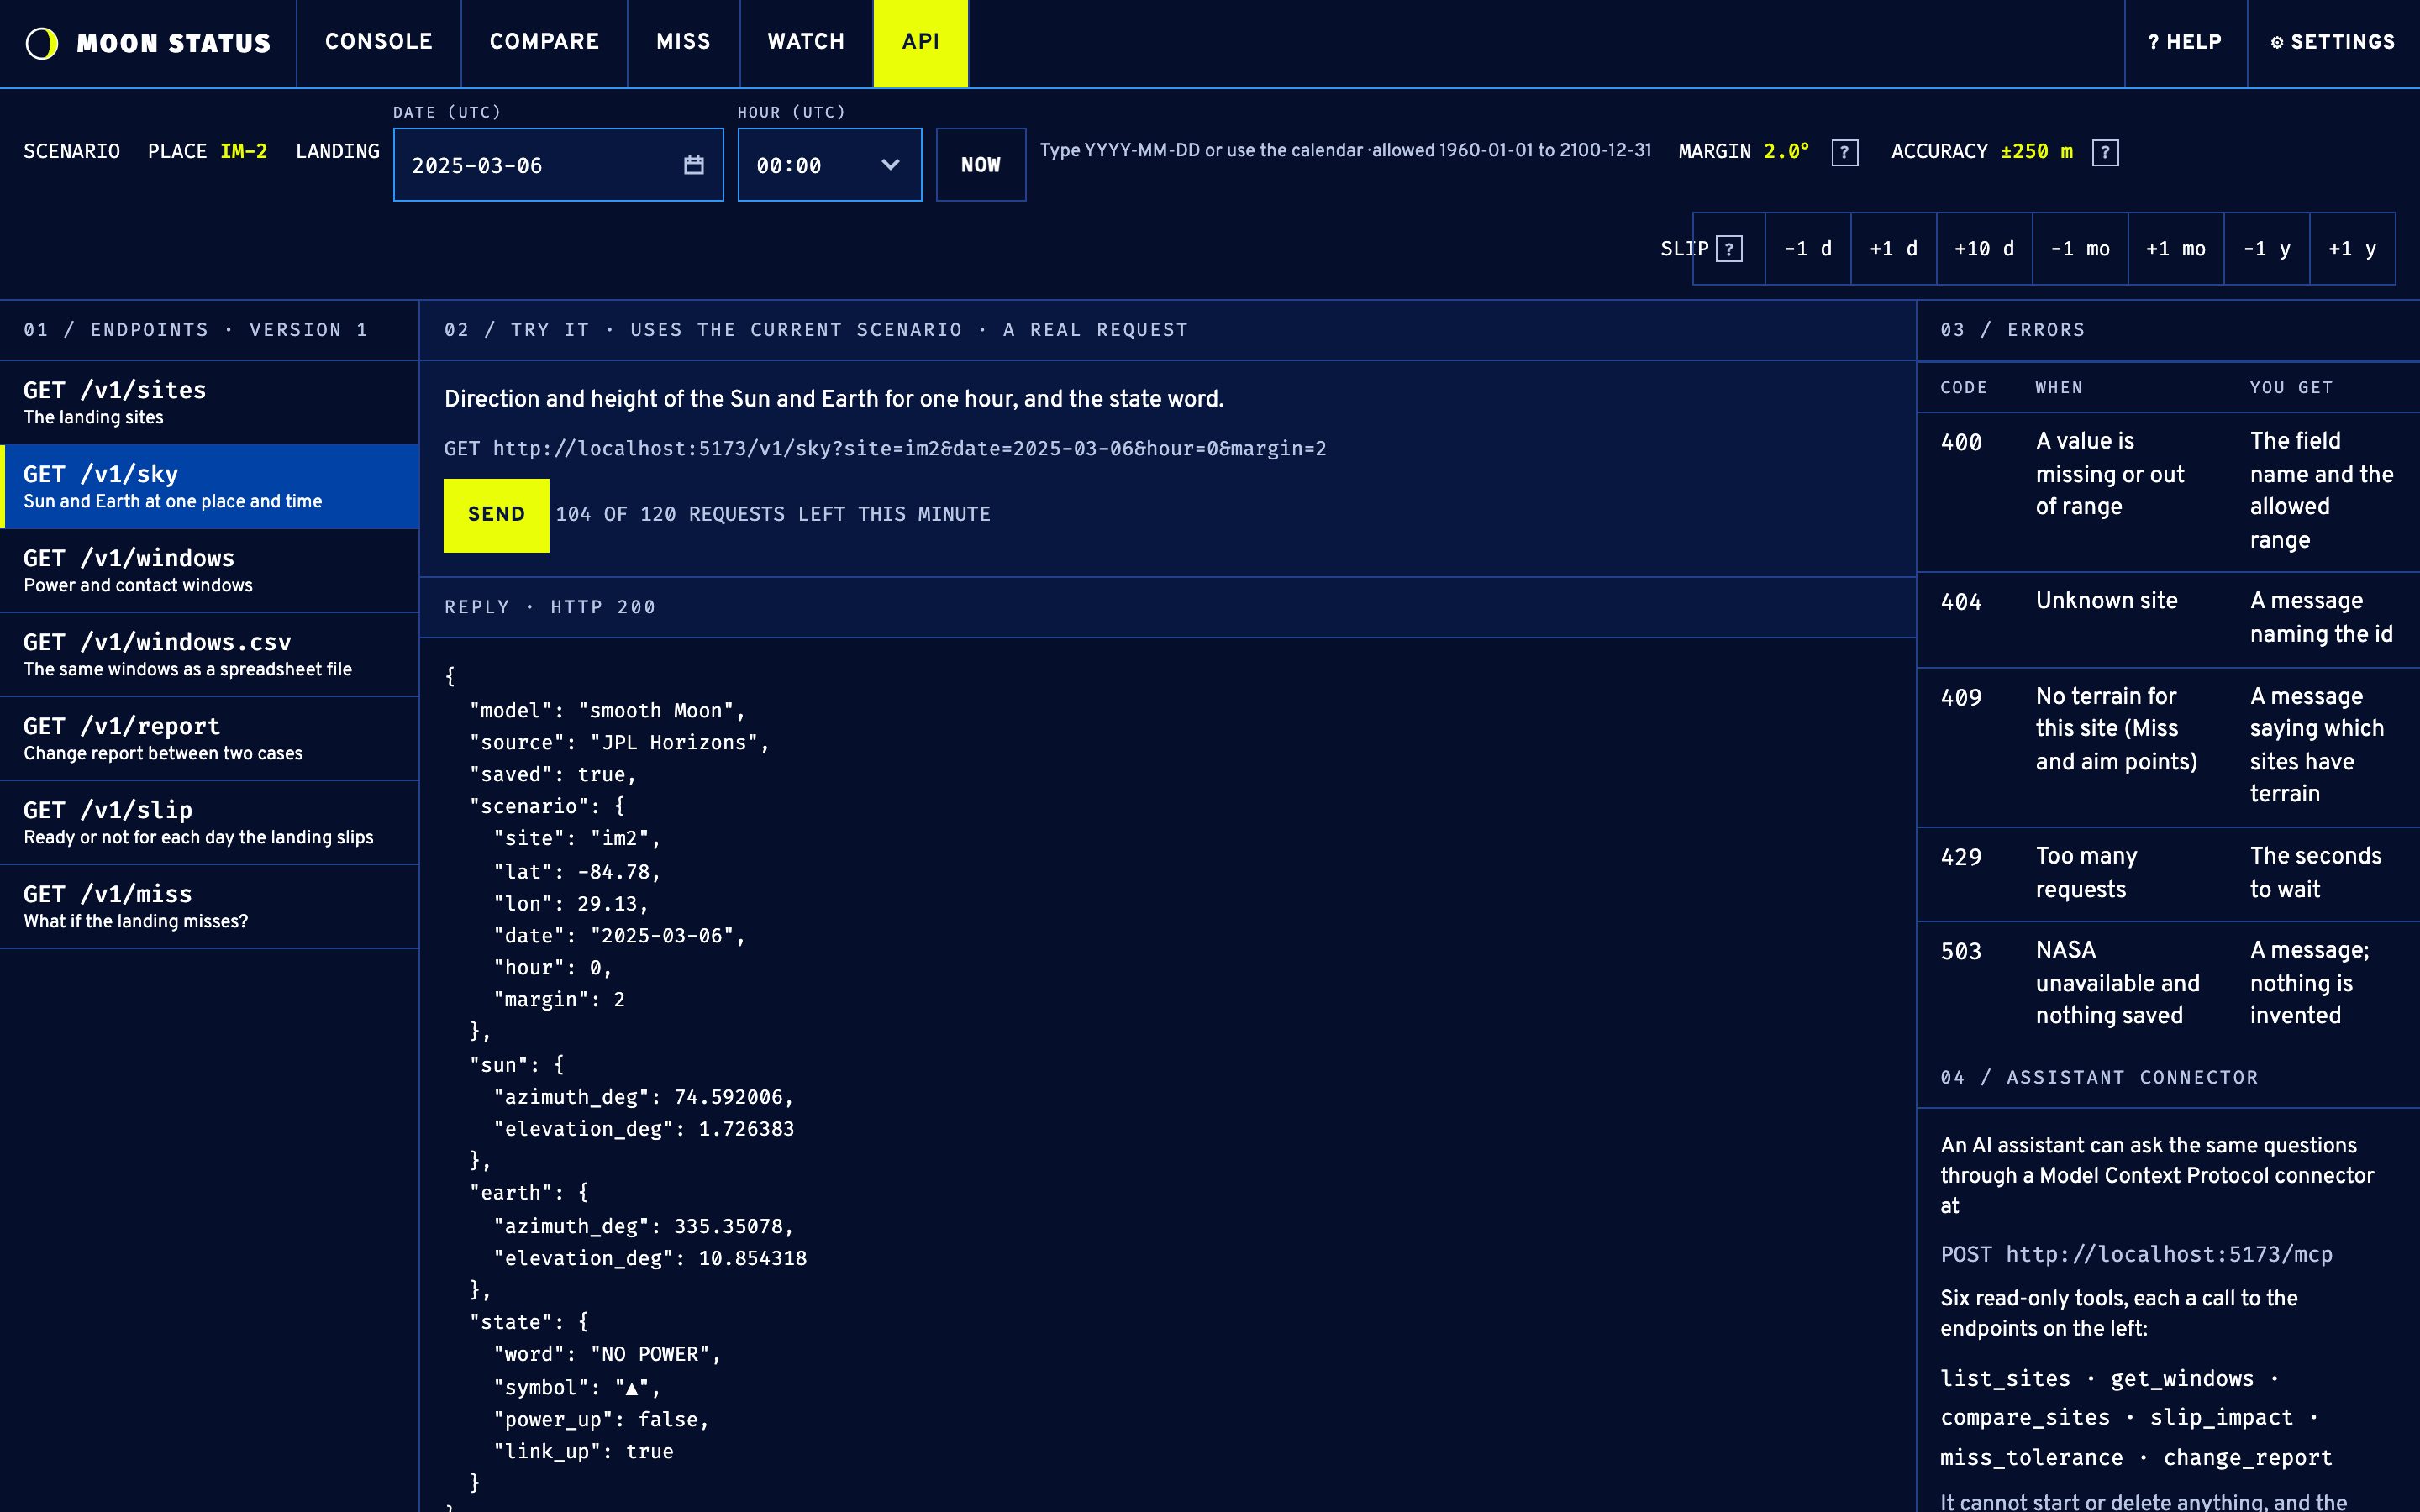 MOON STATUS
CONSOLE
COMPARE
MISS
WATCH
API
? HELP
⚙ SETTINGS
SCENARIO
PLACE IM-2
LANDING
DATE (UTC)
2025-03-06
HOUR (UTC)
00:00
NOW
Type YYYY-MM-DD or use the calendar · allowed 1960-01-01 to 2100-12-31
MARGIN 2.0° ?
ACCURACY ±250 m ?
SLIP ?
-1 d
+1 d
+10 d
-1 mo
+1 mo
-1 y
+1 y
01 / ENDPOINTS · VERSION 1
GET /v1/sites
The landing sites
GET /v1/sky
Sun and Earth at one place and time
GET /v1/windows
Power and contact windows
GET /v1/windows.csv
The same windows as a spreadsheet file
GET /v1/report
Change report between two cases
GET /v1/slip
Ready or not for each day the landing slips
GET /v1/miss
What if the landing misses?
02 / TRY IT · USES THE CURRENT SCENARIO · A REAL REQUEST
Direction and height of the Sun and Earth for one hour, and the state word.
GET http://localhost:5173/v1/sky?site=im2&date=2025-03-06&hour=0&margin=2
SEND
104 OF 120 REQUESTS LEFT THIS MINUTE
REPLY · HTTP 200
{
"model": "smooth Moon",
"source": "JPL Horizons",
"saved": true,
"scenario": {
"site": "im2",
"lat": -84.78,
"lon": 29.13,
"date": "2025-03-06",
"hour": 0,
"margin": 2
},
"sun": {
"azimuth_deg": 74.592006,
"elevation_deg": 1.726383
},
"earth": {
"azimuth_deg": 335.35078,
"elevation_deg": 10.854318
},
"state": {
"word": "NO POWER",
"symbol": "▲",
"power_up": false,
"link_up": true
}
03 / ERRORS
CODE
WHEN
YOU GET
400
A value is
missing or out
of range
The field
name and the
allowed
range
404
Unknown site
A message
naming the id
409
No terrain for
this site (Miss
and aim points)
A message
saying which
sites have
terrain
429
Too many
requests
The seconds
to wait
503
NASA
unavailable and
nothing saved
A message;
nothing is
invented
04 / ASSISTANT CONNECTOR
An AI assistant can ask the same questions
through a Model Context Protocol connector
at
POST http://localhost:5173/mcp
Six read-only tools, each a call to the
endpoints on the left:
list_sites · get_windows ·
compare_sites · slip_impact ·
miss_tolerance · change_report
It cannot start or delete anything, and the